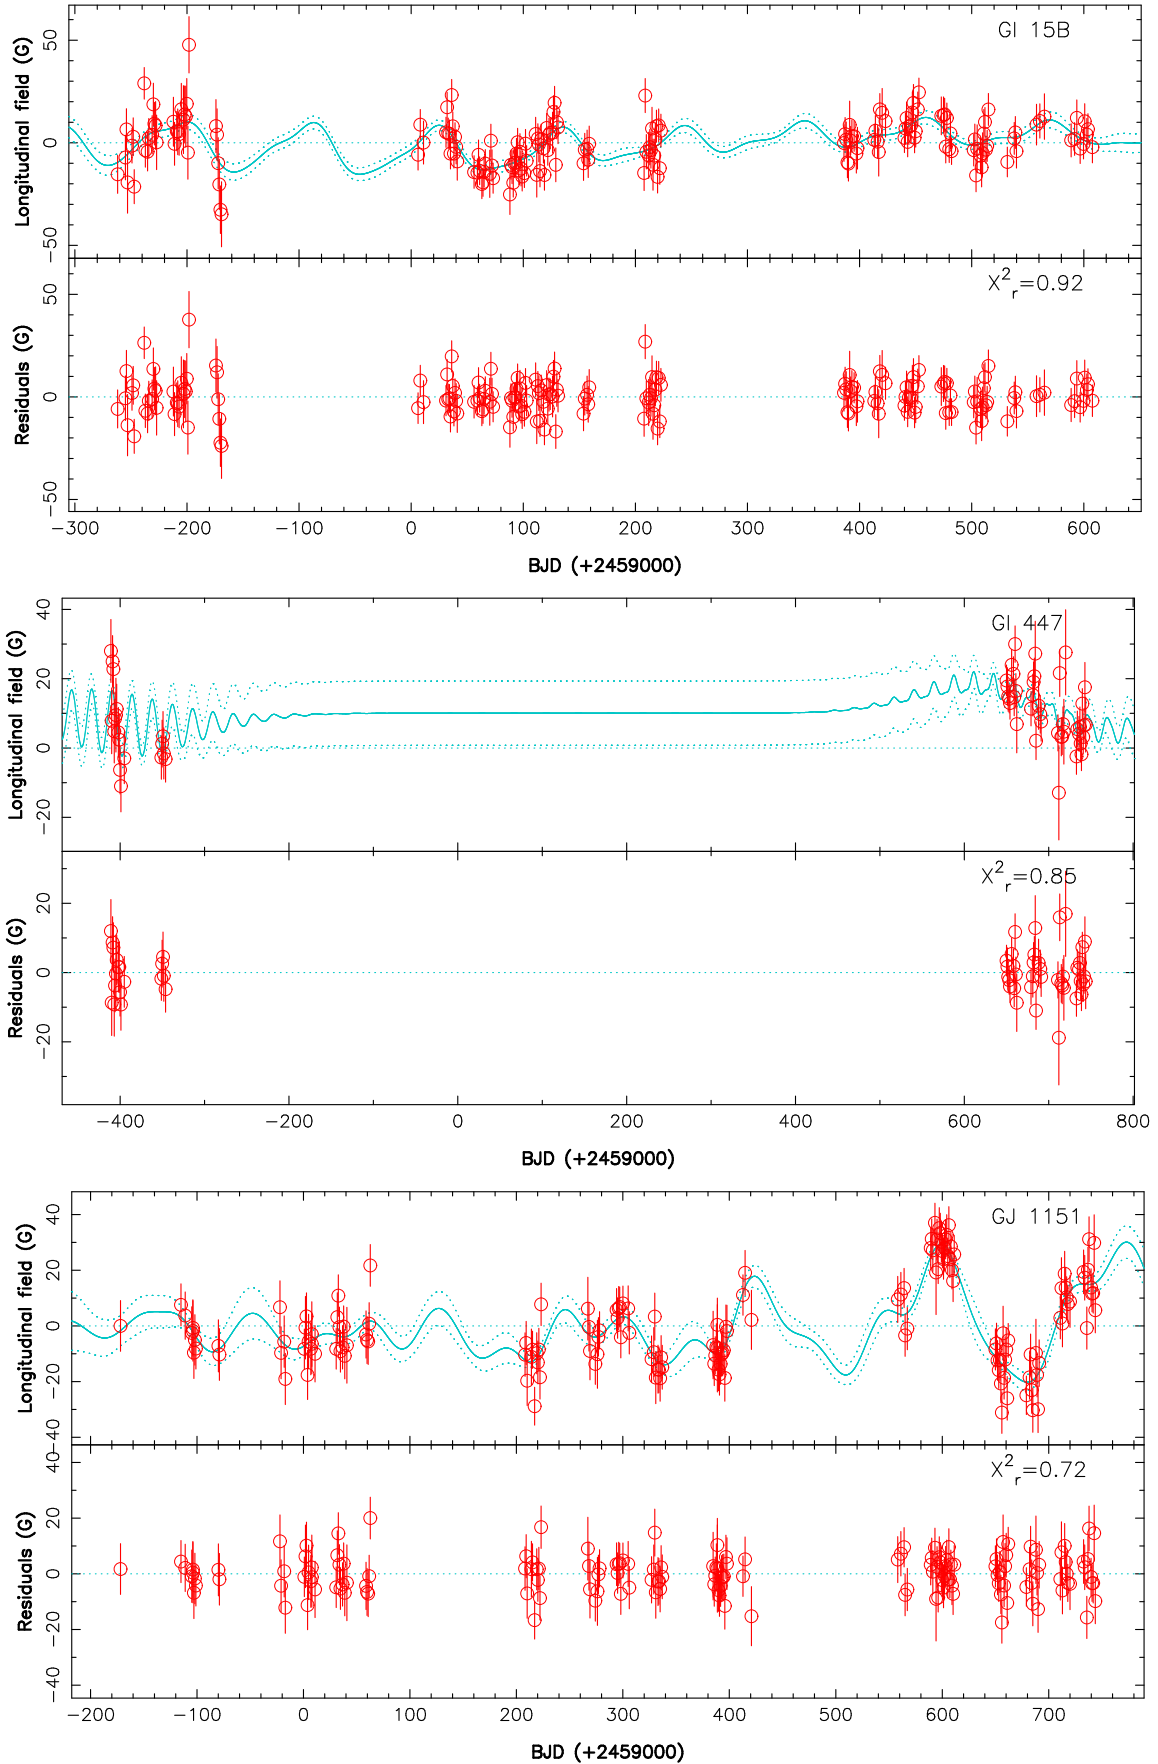 Gl 15B
Longitudinal field (G)
50
0
−50
X²r=0.92
Residuals (G)
50
0
−50
−300 −200 −100 0 100 200 300 400 500 600
BJD (+2459000)
Gl 447
Longitudinal field (G)
40
20
0
−20
X²r=0.85
Residuals (G)
20
0
−20
−400 −200 0 200 400 600 800
BJD (+2459000)
GJ 1151
Longitudinal field (G)
40
20
0
−20
−40
X²r=0.72
Residuals (G)
40
20
0
−20
−40
−200 −100 0 100 200 300 400 500 600 700
BJD (+2459000)